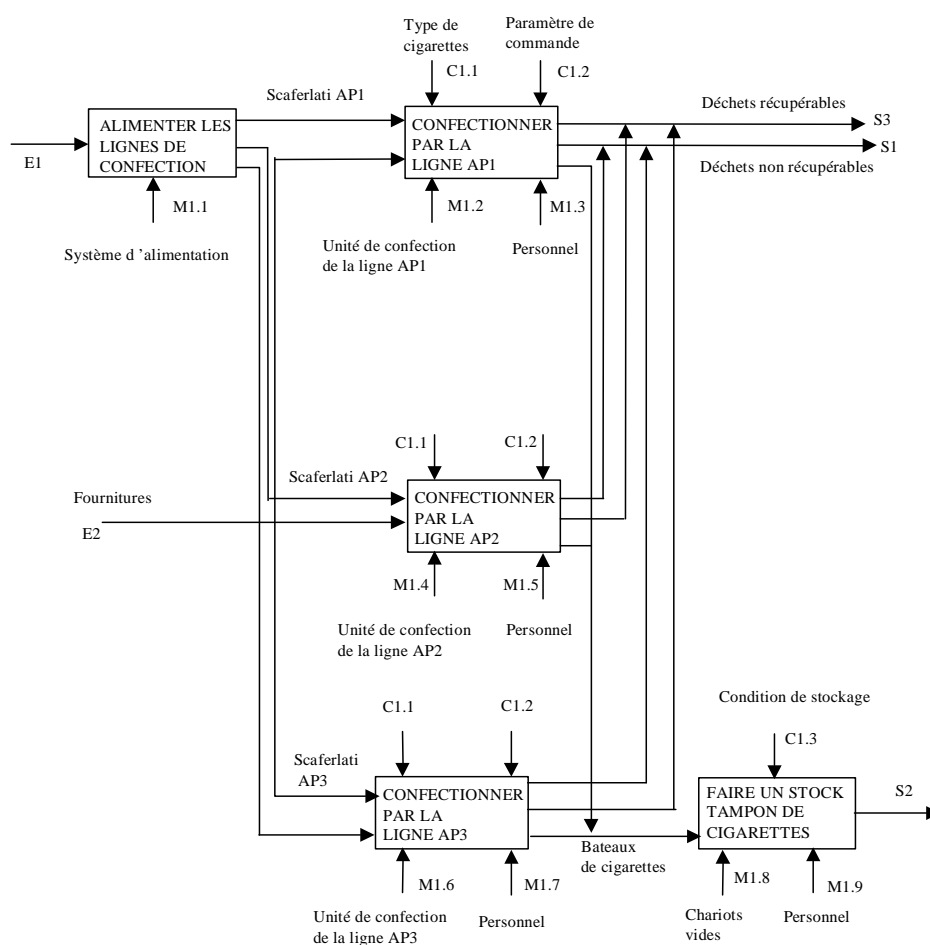 Type de
cigarettes
Paramètre de
commande
C1.1
C1.2
Scaferlati AP1
Déchets récupérables
S3
ALIMENTER LES
LIGNES DE
CONFECTION
CONFECTIONNER
PAR LA
LIGNE AP1
E1
S1
Déchets non récupérables
M1.1
M1.2
M1.3
Système d ’alimentation
Unité de confection
de la ligne AP1
Personnel
C1.1
C1.2
Scaferlati AP2
Fournitures
E2
CONFECTIONNER
PAR LA
LIGNE AP2
M1.4
M1.5
Unité de confection
de la ligne AP2
Personnel
C1.1
C1.2
Condition de stockage
C1.3
Scaferlati
AP3
CONFECTIONNER
PAR LA
LIGNE AP3
FAIRE UN STOCK
TAMPON DE
CIGARETTES
S2
Bateaux
de cigarettes
M1.6
M1.7
M1.8
M1.9
Unité de confection
de la ligne AP3
Personnel
Chariots
vides
Personnel